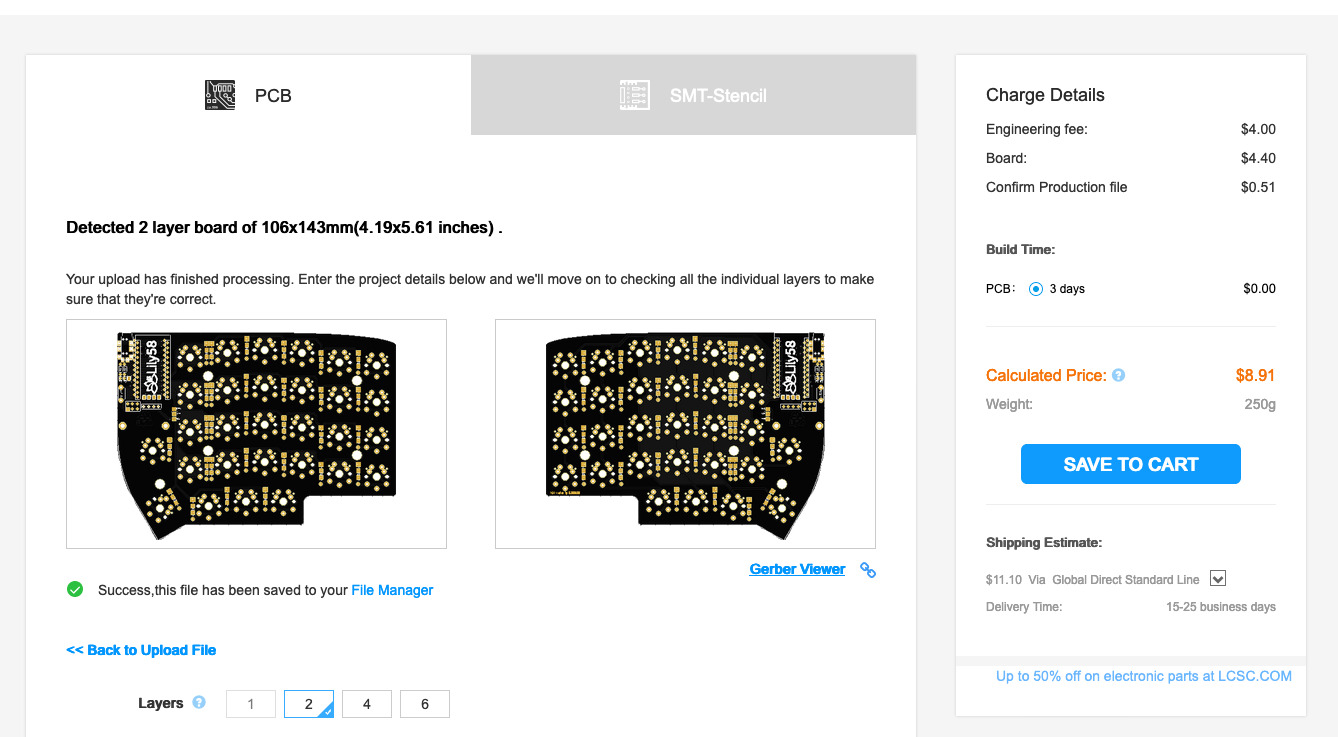 PCB
SMT-Stencil
Detected 2 layer board of 106x143mm(4.19x5.61 inches) .
Your upload has finished processing. Enter the project details below and we'll move on to checking all the individual layers to make
sure that they're correct.
Lily58
Lily58
Gerber Viewer
Success,this file has been saved to your File Manager
<< Back to Upload File
Layers ? 1 2 4 6
Charge Details
Engineering fee: $4.00
Board: $4.40
Confirm Production file $0.51
Build Time:
PCB: 3 days $0.00
Calculated Price: ? $8.91
Weight: 250g
SAVE TO CART
Shipping Estimate:
$11.10 Via Global Direct Standard Line
Delivery Time: 15-25 business days
Up to 50% off on electronic parts at LCSC.COM